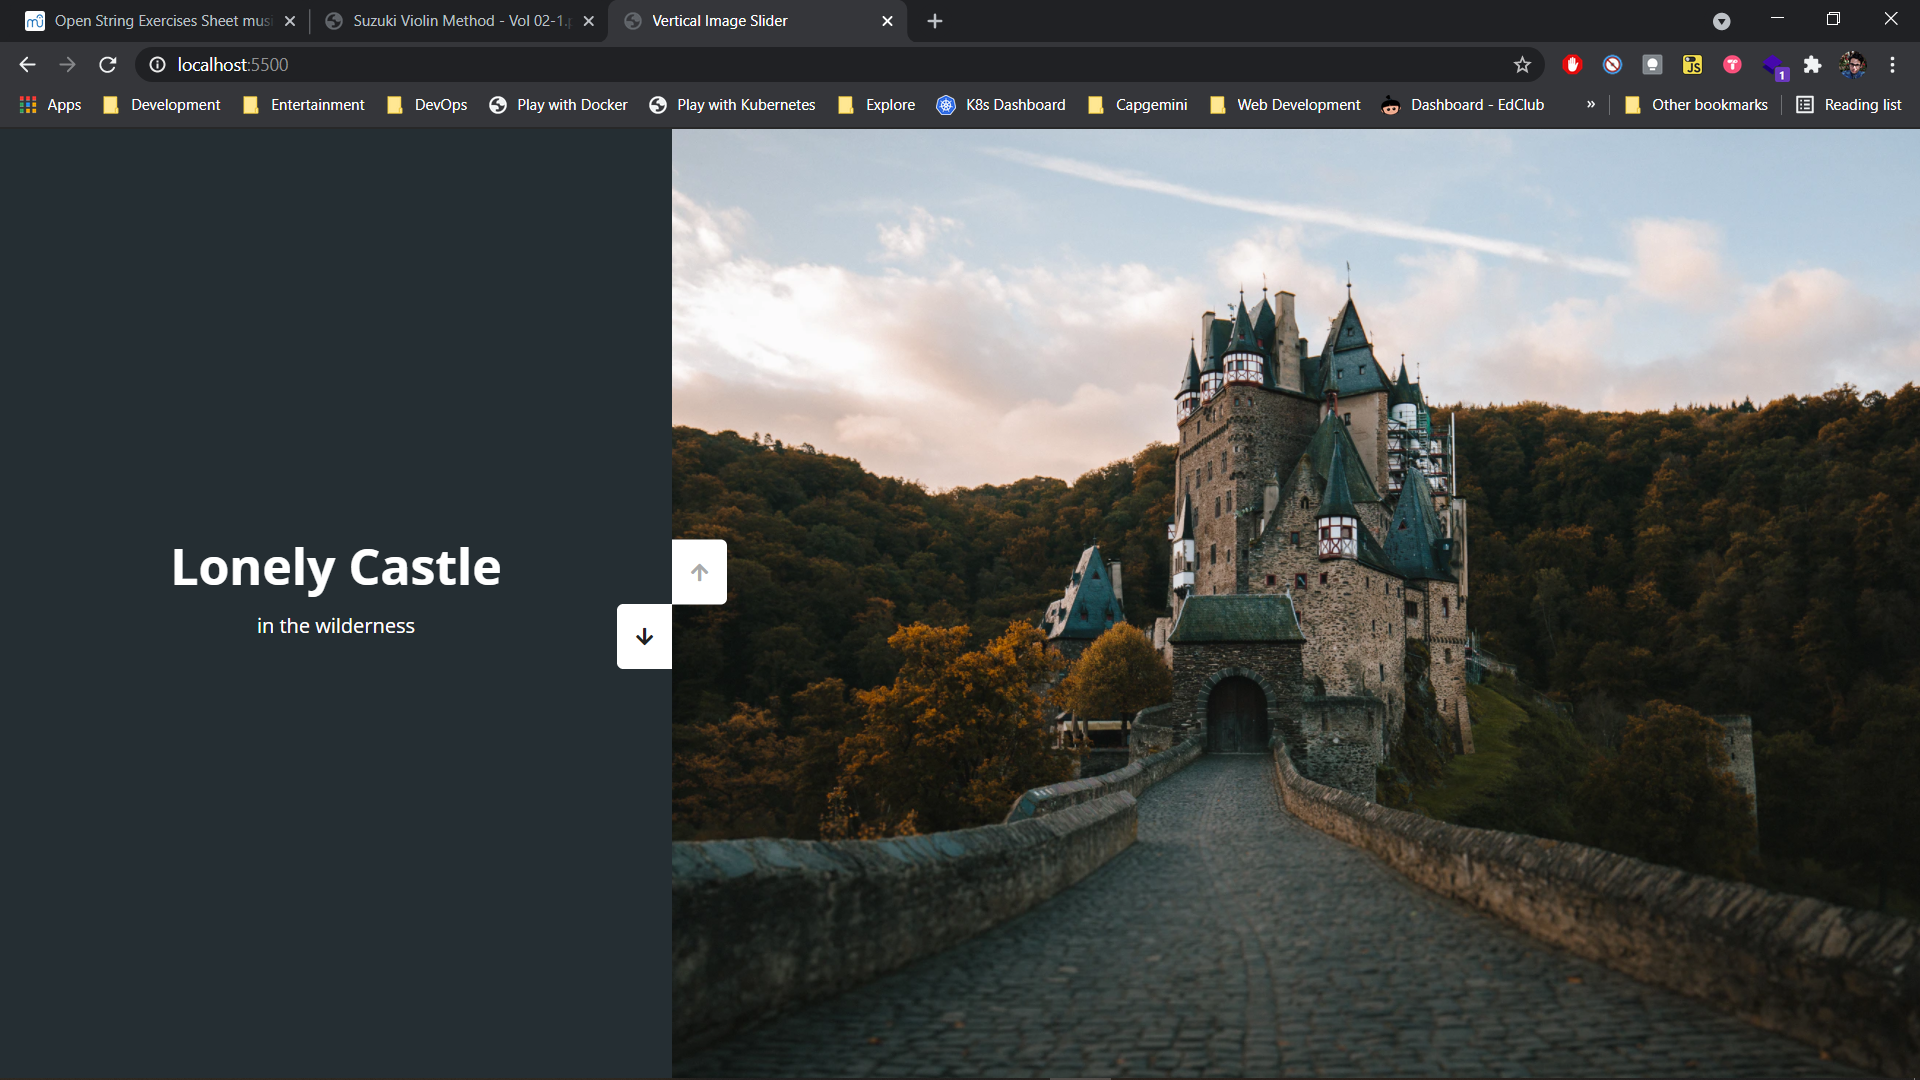 Open String Exercises Sheet musi
Suzuki Violin Method - Vol 02-1.p
Vertical Image Slider
localhost:5500
JS
1
Apps
Development
Entertainment
DevOps
Play with Docker
Play with Kubernetes
Explore
K8s Dashboard
Capgemini
Web Development
Dashboard - EdClub
»
Other bookmarks
Reading list
Lonely Castle
in the wilderness